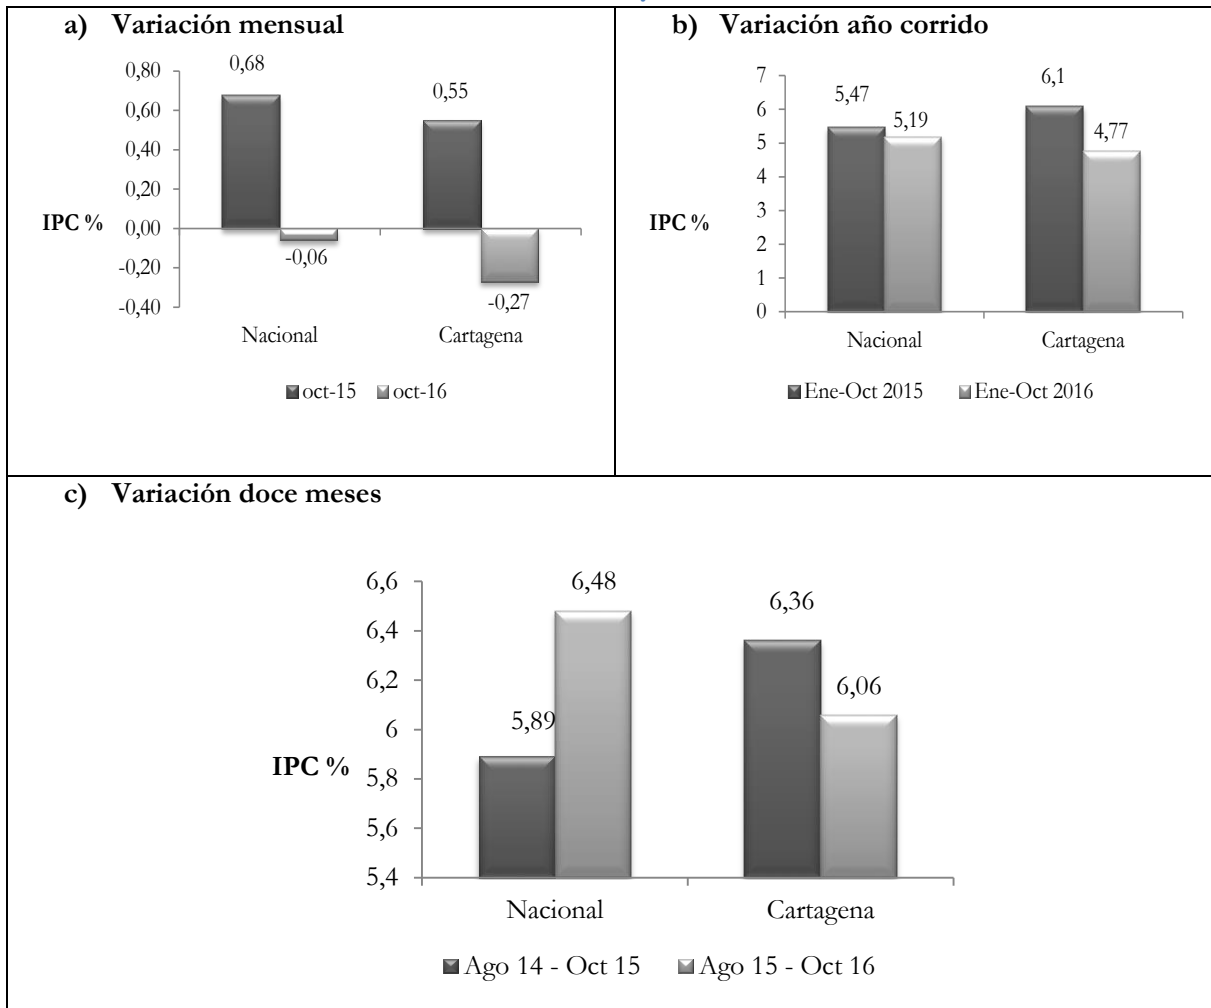 a) Variación mensual
0,80
0,60
0,40
0,20
0,00
-0,20
-0,40
IPC %
0,68
-0,06
0,55
-0,27
Nacional
Cartagena
oct-15 oct-16
b) Variación año corrido
7
6
5
4
3
2
1
0
IPC %
5,47
5,19
6,1
4,77
Nacional
Cartagena
Ene-Oct 2015 Ene-Oct 2016
c) Variación doce meses
6,6
6,4
6,2
6
5,8
5,6
5,4
IPC %
5,89
6,48
6,36
6,06
Nacional
Cartagena
Ago 14 - Oct 15 Ago 15 - Oct 16